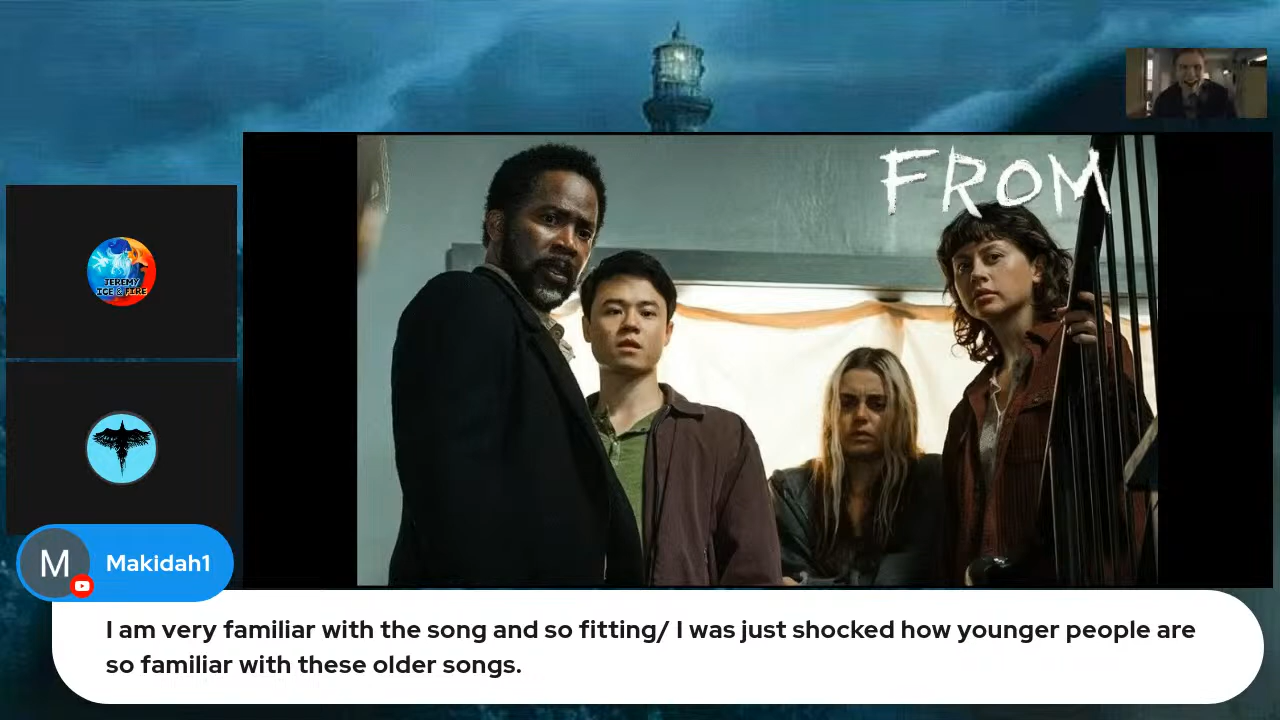 FROM
JEREMY
ICE & FIRE
M
Makidah1
I am very familiar with the song and so fitting/ I was just shocked how younger people are
so familiar with these older songs.